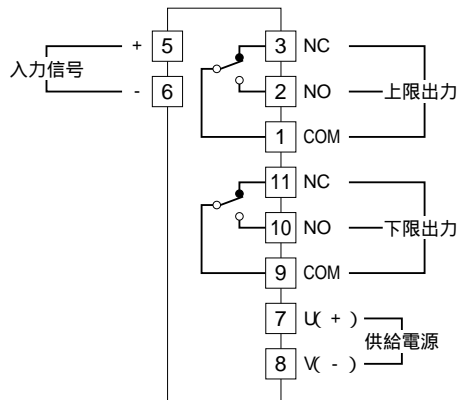 + 5
入力信号
- 6
3 NC
2 NO
上限出力
1 COM
11 NC
10 NO
下限出力
9 COM
7 U( + )
供給電源
8 V( - )